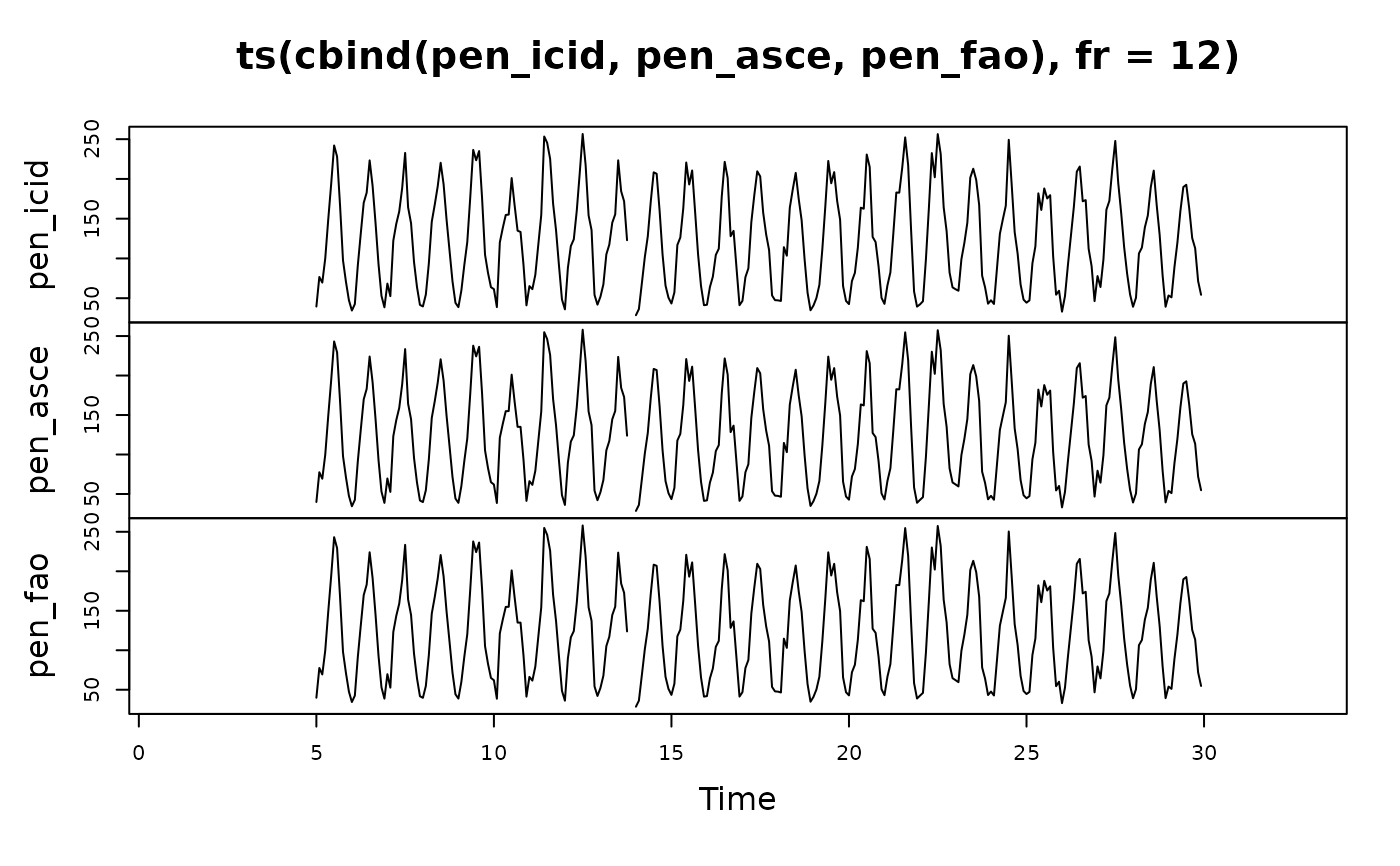 ts(cbind(pen_icid, pen_asce, pen_fao), fr = 12)
pen_icid
50 150 250
pen_asce
50 150 250
pen_fao
50 150 250
0 5 10 15 20 25 30
Time